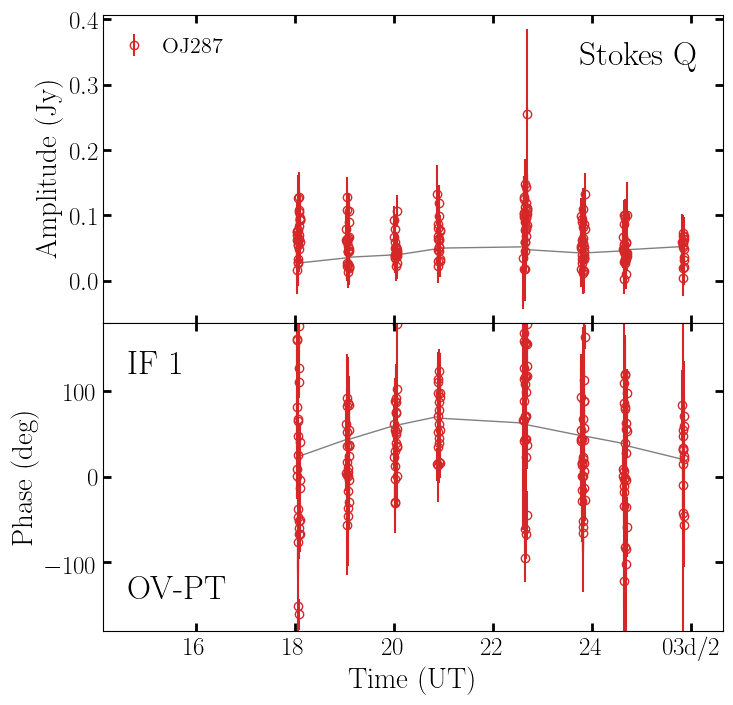 0.4
OJ287
Stokes Q
0.3
0.2
0.1
0.0
Amplitude (Jy)
IF 1
100
0
−100
Phase (deg)
OV-PT
16 18 20 22 24 03d/2
Time (UT)